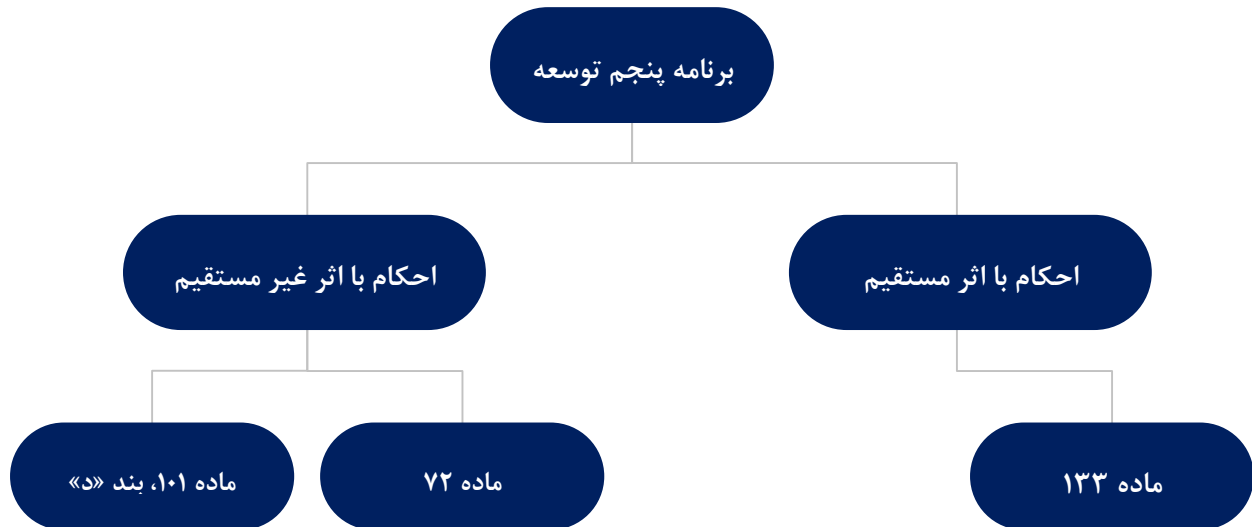 برنامه پنجم توسعه
احکام با اثر مستقیم
احکام با اثر غیر مستقیم
ماده ۱۳۳
ماده ۷۲
ماده ۱۰۱، بند «د»